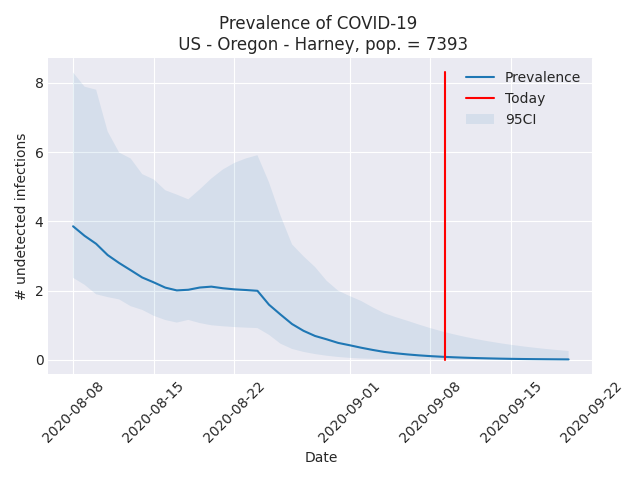 Prevalence of COVID-19
US - Oregon - Harney, pop. = 7393
# undetected infections
8
6
4
2
0
Prevalence
Today
95CI
2020-08-08
2020-08-15
2020-08-22
2020-09-01
2020-09-08
2020-09-15
2020-09-22
Date